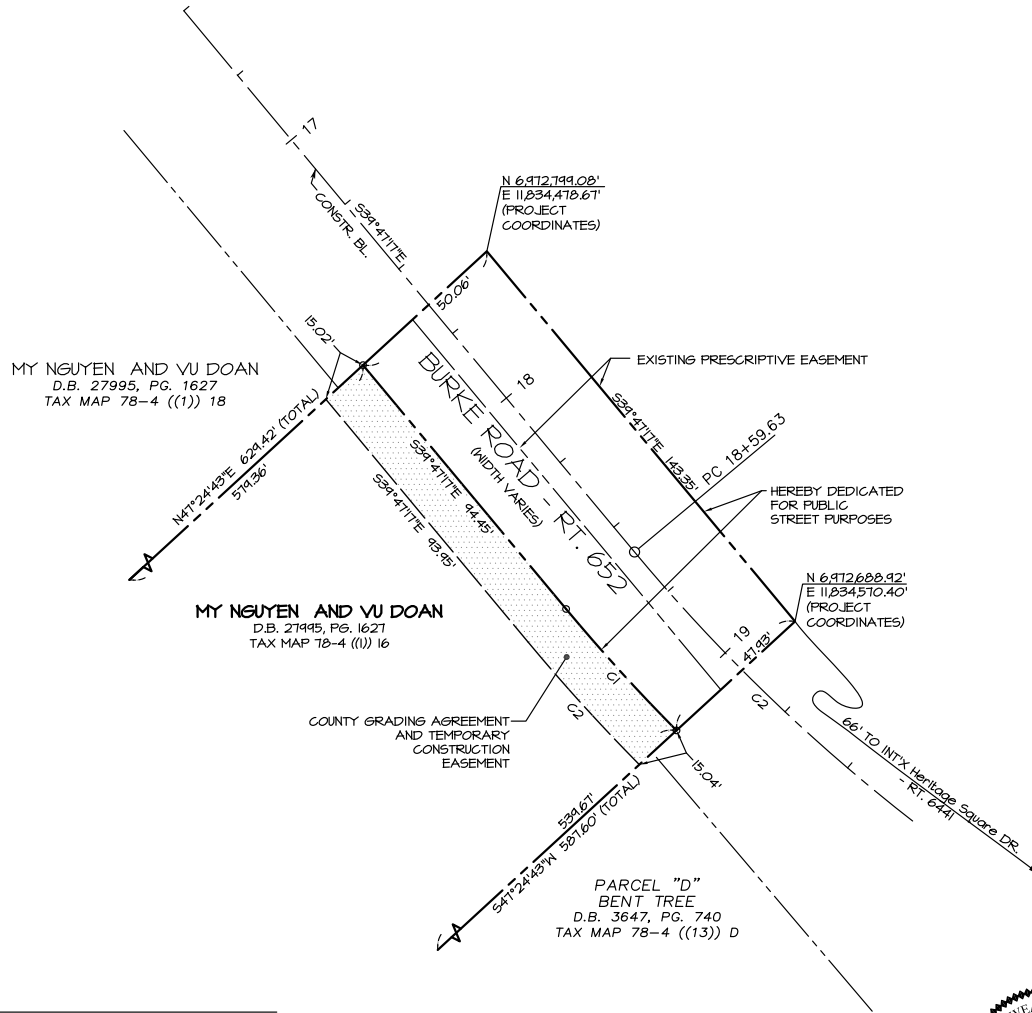 17
CONSTR. BL.
S39°47'17"E
N 6,972,799.08'
E 11,834,478.67'
(PROJECT
COORDINATES)
50.06'
15.02'
MY NGUYEN AND VU DOAN
D.B. 27995, PG. 1627
TAX MAP 78-4 ((1)) 18
EXISTING PRESCRIPTIVE EASEMENT
18
BURKE ROAD - RT. 652
(WIDTH VARIES)
S39°47'17"E 143.35'
PC 18+59.63
N47°24'43"E 629.42' (TOTAL)
579.36'
S39°47'17"E 94.45'
S39°47'17"E 93.95'
HEREBY DEDICATED
FOR PUBLIC
STREET PURPOSES
N 6,972,688.92'
E 11,834,570.40'
(PROJECT
COORDINATES)
MY NGUYEN AND VU DOAN
D.B. 27995, PG. 1627
TAX MAP 78-4 ((1)) 16
19
47.93'
C1
C2
C2
COUNTY GRADING AGREEMENT
AND TEMPORARY
CONSTRUCTION
EASEMENT
66' TO INT'X Heritage Square DR.
- RT. 6441
15.04'
539.67'
S47°24'43"W 587.60' (TOTAL)
PARCEL "D"
BENT TREE
D.B. 3647, PG. 740
TAX MAP 78-4 ((13)) D